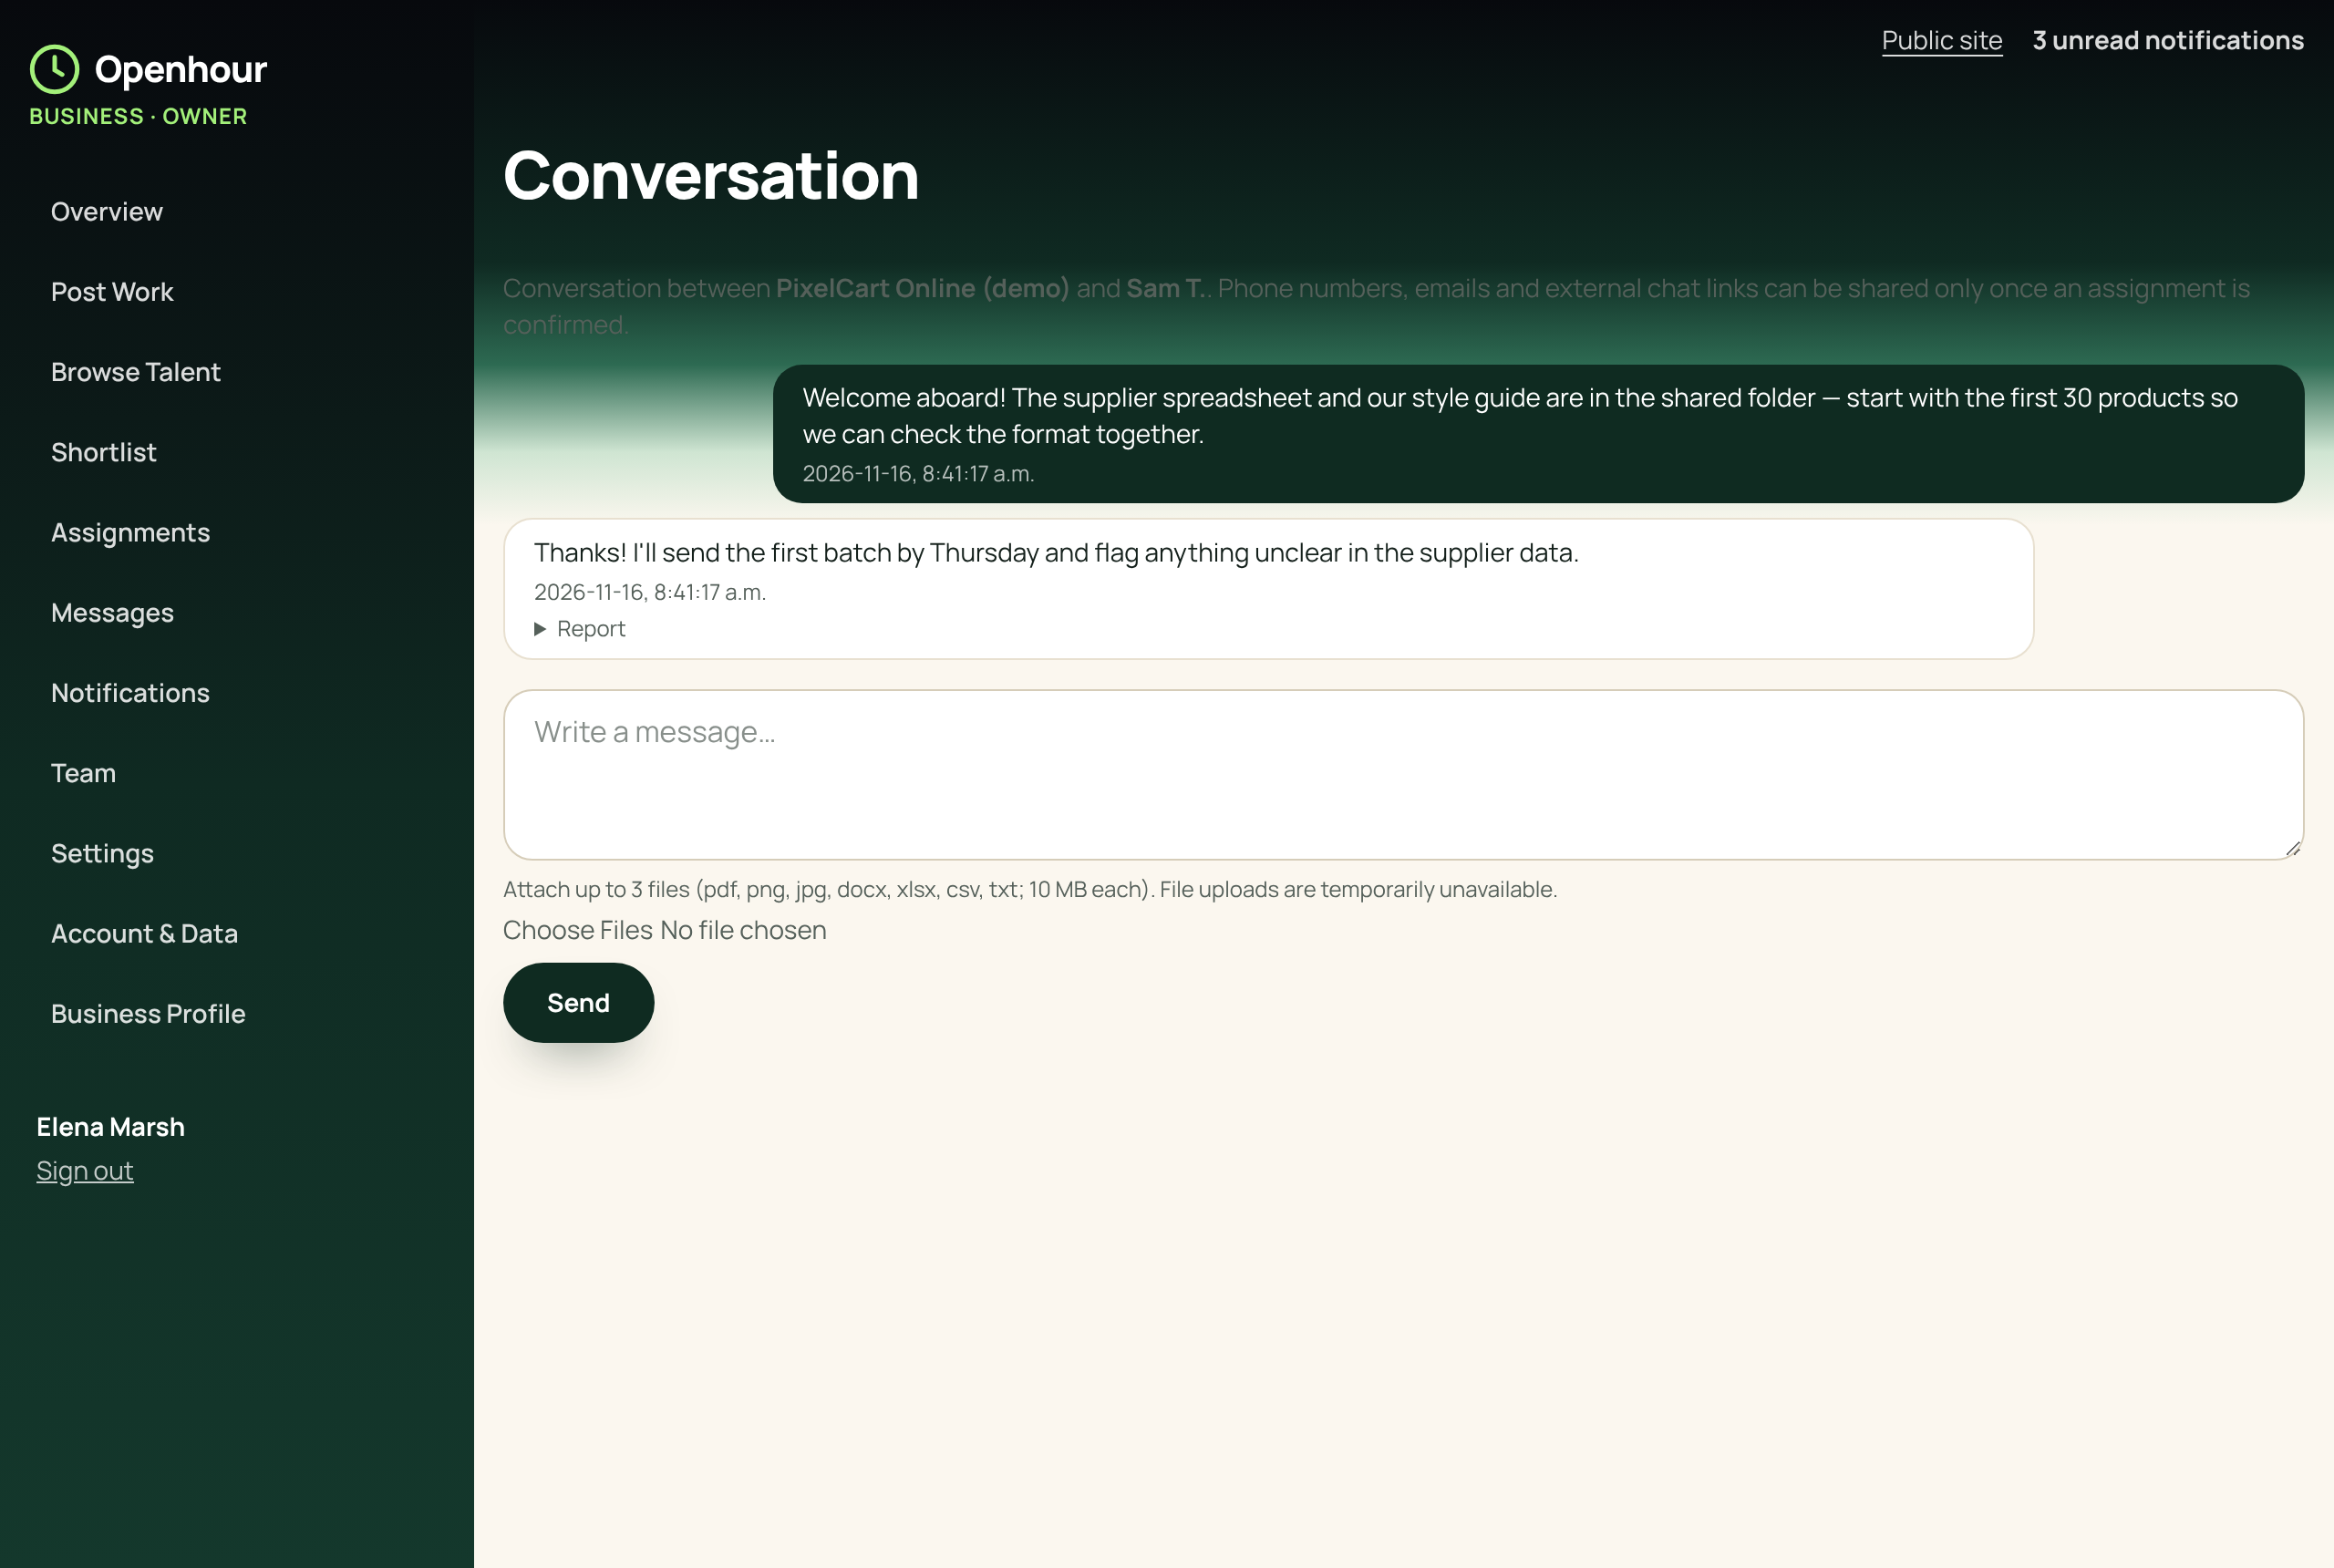 Openhour
BUSINESS · OWNER
Overview
Post Work
Browse Talent
Shortlist
Assignments
Messages
Notifications
Team
Settings
Account & Data
Business Profile
Elena Marsh
Sign out
Public site
3 unread notifications
Conversation
Conversation between PixelCart Online (demo) and Sam T.. Phone numbers, emails and external chat links can be shared only once an assignment is
confirmed.
Welcome aboard! The supplier spreadsheet and our style guide are in the shared folder — start with the first 30 products so
we can check the format together.
2026-11-16, 8:41:17 a.m.
Thanks! I'll send the first batch by Thursday and flag anything unclear in the supplier data.
2026-11-16, 8:41:17 a.m.
Report
Write a message…
Attach up to 3 files (pdf, png, jpg, docx, xlsx, csv, txt; 10 MB each). File uploads are temporarily unavailable.
Choose Files No file chosen
Send